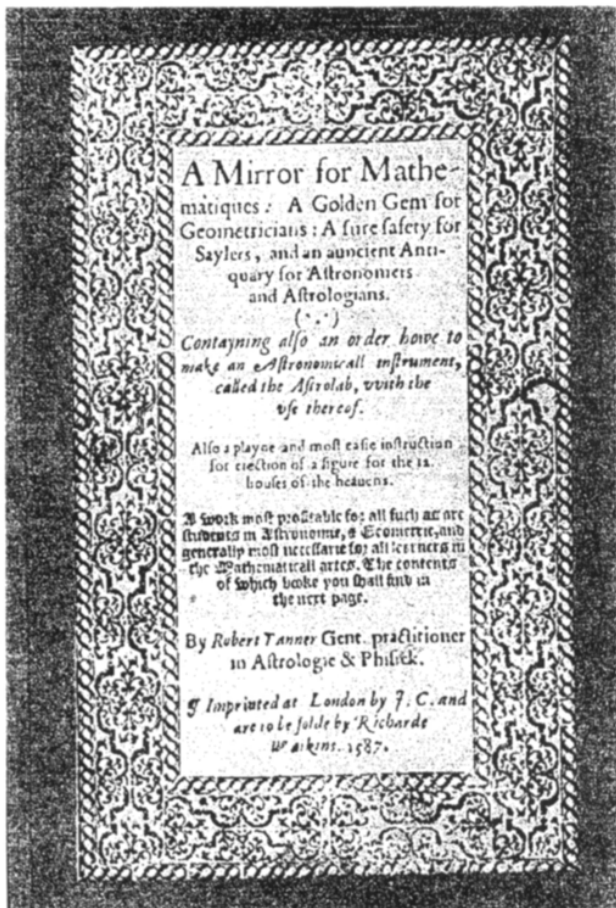 A Mirror for Mathe-
matiques: A Golden Gem for
Geometricians: A sure safety for
Saylers, and an auncient Anti-
quary for Astronomers
and Astrologians.
(∵)
Contayning also an order howe to
make an Astronomicall instrument,
called the Astrolab, vvith the
vse thereof.
Also a playne and most easie instruction
for erection of a figure for the 12.
houses of the heauens.
A work most profitable for all such as are
students in Astronomie, & Geometrie, and
generally most necessarie for all learners in
the Mathematicall artes. The contents
of which booke you shall find in
the next page.
By Robert Tanner Gent. practitioner
in Astrologie & Phisick.
¶ Imprinted at London by J. C. and
are to be solde by Richarde
Watkins. 1587.